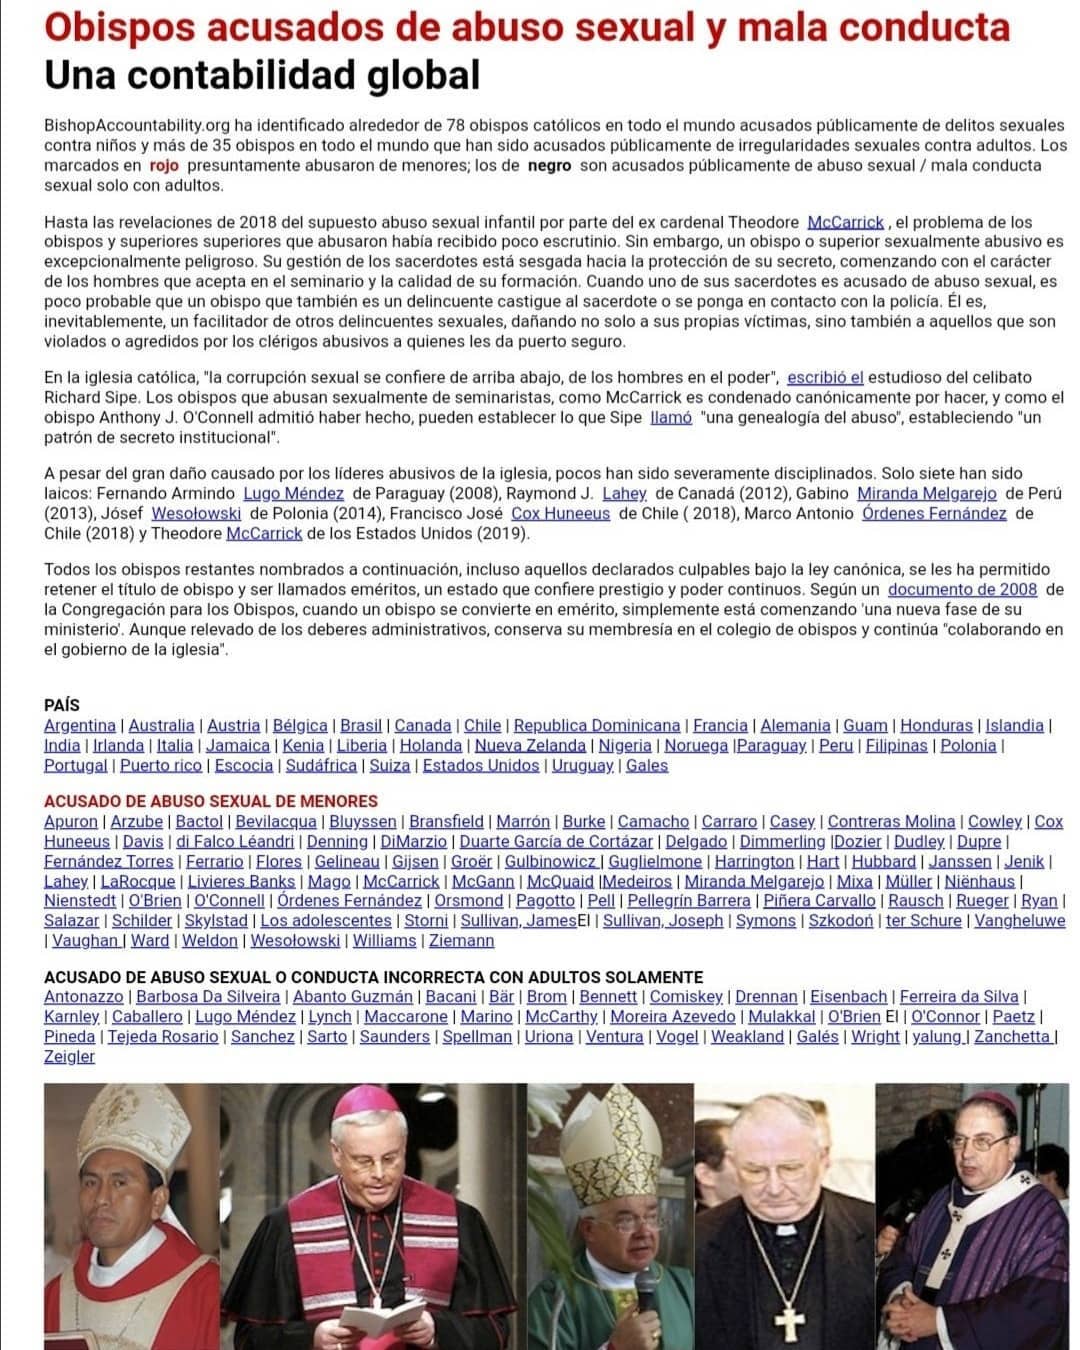 Obispos acusados de abuso sexual y mala conducta
Una contabilidad global
BishopAccountability.org ha identificado alrededor de 78 obispos católicos en todo el mundo acusados públicamente de delitos sexuales
contra niños y más de 35 obispos en todo el mundo que han sido acusados públicamente de irregularidades sexuales contra adultos. Los
marcados en rojo presuntamente abusaron de menores; los de negro son acusados públicamente de abuso sexual / mala conducta
sexual solo con adultos.
Hasta las revelaciones de 2018 del supuesto abuso sexual infantil por parte del ex cardenal Theodore McCarrick , el problema de los
obispos y superiores superiores que abusaron había recibido poco escrutinio. Sin embargo, un obispo o superior sexualmente abusivo es
excepcionalmente peligroso. Su gestión de los sacerdotes está sesgada hacia la protección de su secreto, comenzando con el carácter
de los hombres que acepta en el seminario y la calidad de su formación. Cuando uno de sus sacerdotes es acusado de abuso sexual, es
poco probable que un obispo que también es un delincuente castigue al sacerdote o se ponga en contacto con la policía. Él es,
inevitablemente, un facilitador de otros delincuentes sexuales, dañando no solo a sus propias víctimas, sino también a aquellos que son
violados o agredidos por los clérigos abusivos a quienes les da puerto seguro.
En la iglesia católica, "la corrupción sexual se confiere de arriba abajo, de los hombres en el poder", escribió el estudioso del celibato
Richard Sipe. Los obispos que abusan sexualmente de seminaristas, como McCarrick es condenado canónicamente por hacer, y como el
obispo Anthony J. O'Connell admitió haber hecho, pueden establecer lo que Sipe llamó "una genealogía del abuso", estableciendo "un
patrón de secreto institucional".
A pesar del gran daño causado por los líderes abusivos de la iglesia, pocos han sido severamente disciplinados. Solo siete han sido
laicos: Fernando Armindo Lugo Méndez de Paraguay (2008), Raymond J. Lahey de Canadá (2012), Gabino Miranda Melgarejo de Perú
(2013), Jósef Wesołowski de Polonia (2014), Francisco José Cox Huneeus de Chile ( 2018), Marco Antonio Órdenes Fernández de
Chile (2018) y Theodore McCarrick de los Estados Unidos (2019).
Todos los obispos restantes nombrados a continuación, incluso aquellos declarados culpables bajo la ley canónica, se les ha permitido
retener el título de obispo y ser llamados eméritos, un estado que confiere prestigio y poder continuos. Según un documento de 2008 de
la Congregación para los Obispos, cuando un obispo se convierte en emérito, simplemente está comenzando 'una nueva fase de su
ministerio'. Aunque relevado de los deberes administrativos, conserva su membresía en el colegio de obispos y continúa "colaborando en
el gobierno de la iglesia".
PAÍS
Argentina | Australia | Austria | Bélgica | Brasil | Canada | Chile | Republica Dominicana | Francia | Alemania | Guam | Honduras | Islandia |
India | Irlanda | Italia | Jamaica | Kenia | Liberia | Holanda | Nueva Zelanda | Nigeria | Noruega |Paraguay | Peru | Filipinas | Polonia |
Portugal | Puerto rico | Escocia | Sudáfrica | Suiza | Estados Unidos | Uruguay | Gales
ACUSADO DE ABUSO SEXUAL DE MENORES
Apuron | Arzube | Bactol | Bevilacqua | Bluyssen | Bransfield | Marrón | Burke | Camacho | Carraro | Casey | Contreras Molina | Cowley | Cox
Huneeus | Davis | di Falco Léandri | Denning | DiMarzio | Duarte García de Cortázar | Delgado | Dimmerling |Dozier | Dudley | Dupre |
Fernández Torres | Ferrario | Flores | Gelineau | Gijsen | Groër | Gulbinowicz | Guglielmone | Harrington | Hart | Hubbard | Janssen | Jenik |
Lahey | LaRocque | Livieres Banks | Mago | McCarrick | McGann | McQuaid |Medeiros | Miranda Melgarejo | Mixa | Müller | Niënhaus |
Nienstedt | O'Brien | O'Connell | Órdenes Fernández | Orsmond | Pagotto | Pell | Pellegrín Barrera | Piñera Carvallo | Rausch | Rueger | Ryan |
Salazar | Schilder | Skylstad | Los adolescentes | Storni | Sullivan, JamesEl | Sullivan, Joseph | Symons | Szkodoń | ter Schure | Vangheluwe
| Vaughan | Ward | Weldon | Wesołowski | Williams | Ziemann
ACUSADO DE ABUSO SEXUAL O CONDUCTA INCORRECTA CON ADULTOS SOLAMENTE
Antonazzo | Barbosa Da Silveira | Abanto Guzmán | Bacani | Bär | Brom | Bennett | Comiskey | Drennan | Eisenbach | Ferreira da Silva |
Karnley | Caballero | Lugo Méndez | Lynch | Maccarone | Marino | McCarthy | Moreira Azevedo | Mulakkal | O'Brien El | O'Connor | Paetz |
Pineda | Tejeda Rosario | Sanchez | Sarto | Saunders | Spellman | Uriona | Ventura | Vogel | Weakland | Galés | Wright | yalung | Zanchetta |
Zeigler